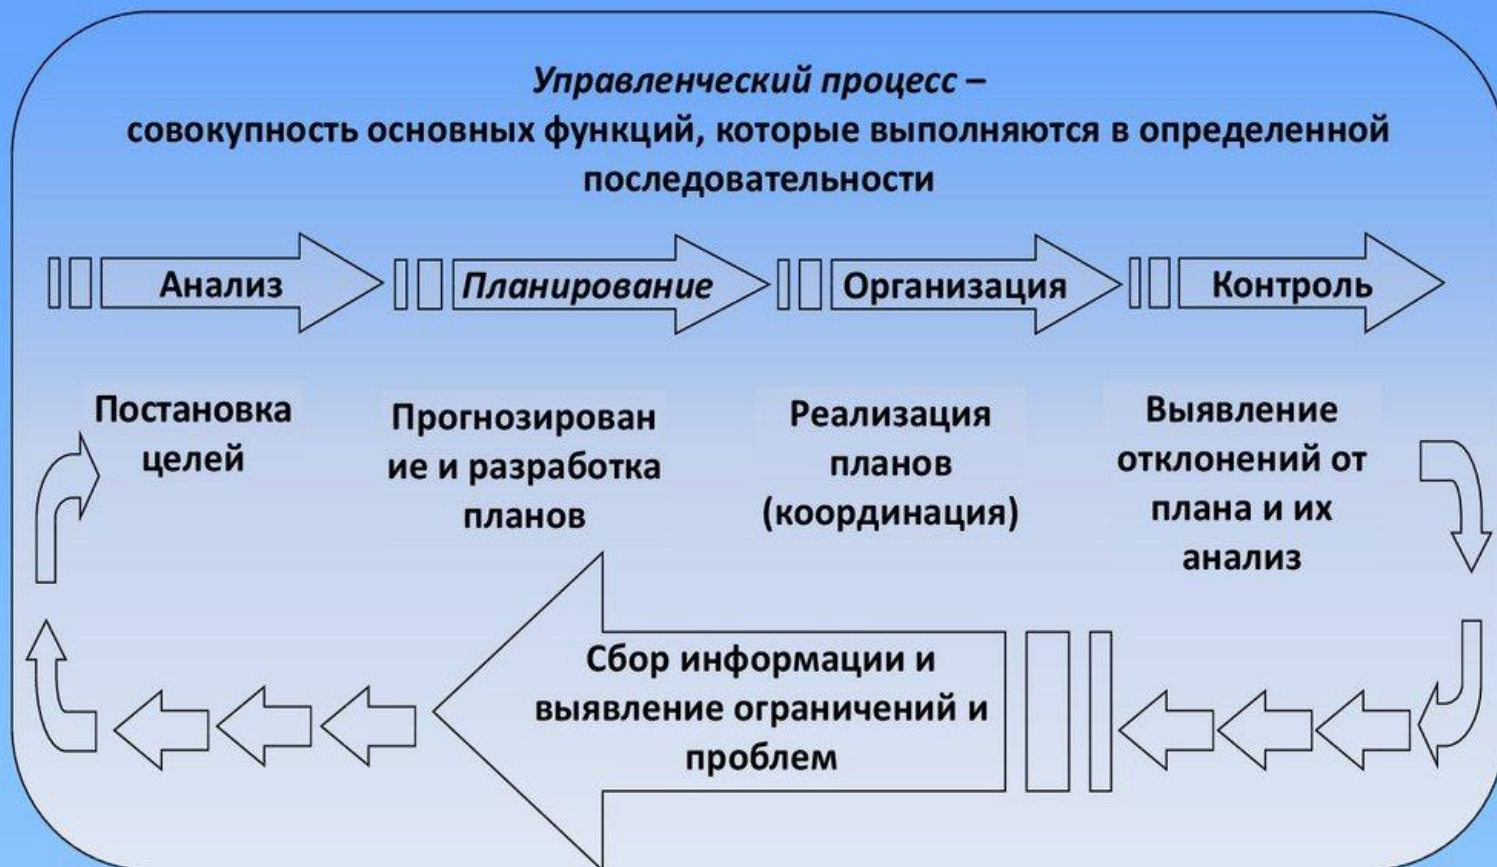 Управленческий процесс –
совокупность основных функций, которые выполняются в определенной
последовательности
Анализ
Планирование
Организация
Контроль
Постановка
целей
Прогнозирован
ие и разработка
планов
Реализация
планов
(координация)
Выявление
отклонений от
плана и их
анализ
Сбор информации и
выявление ограничений и
проблем